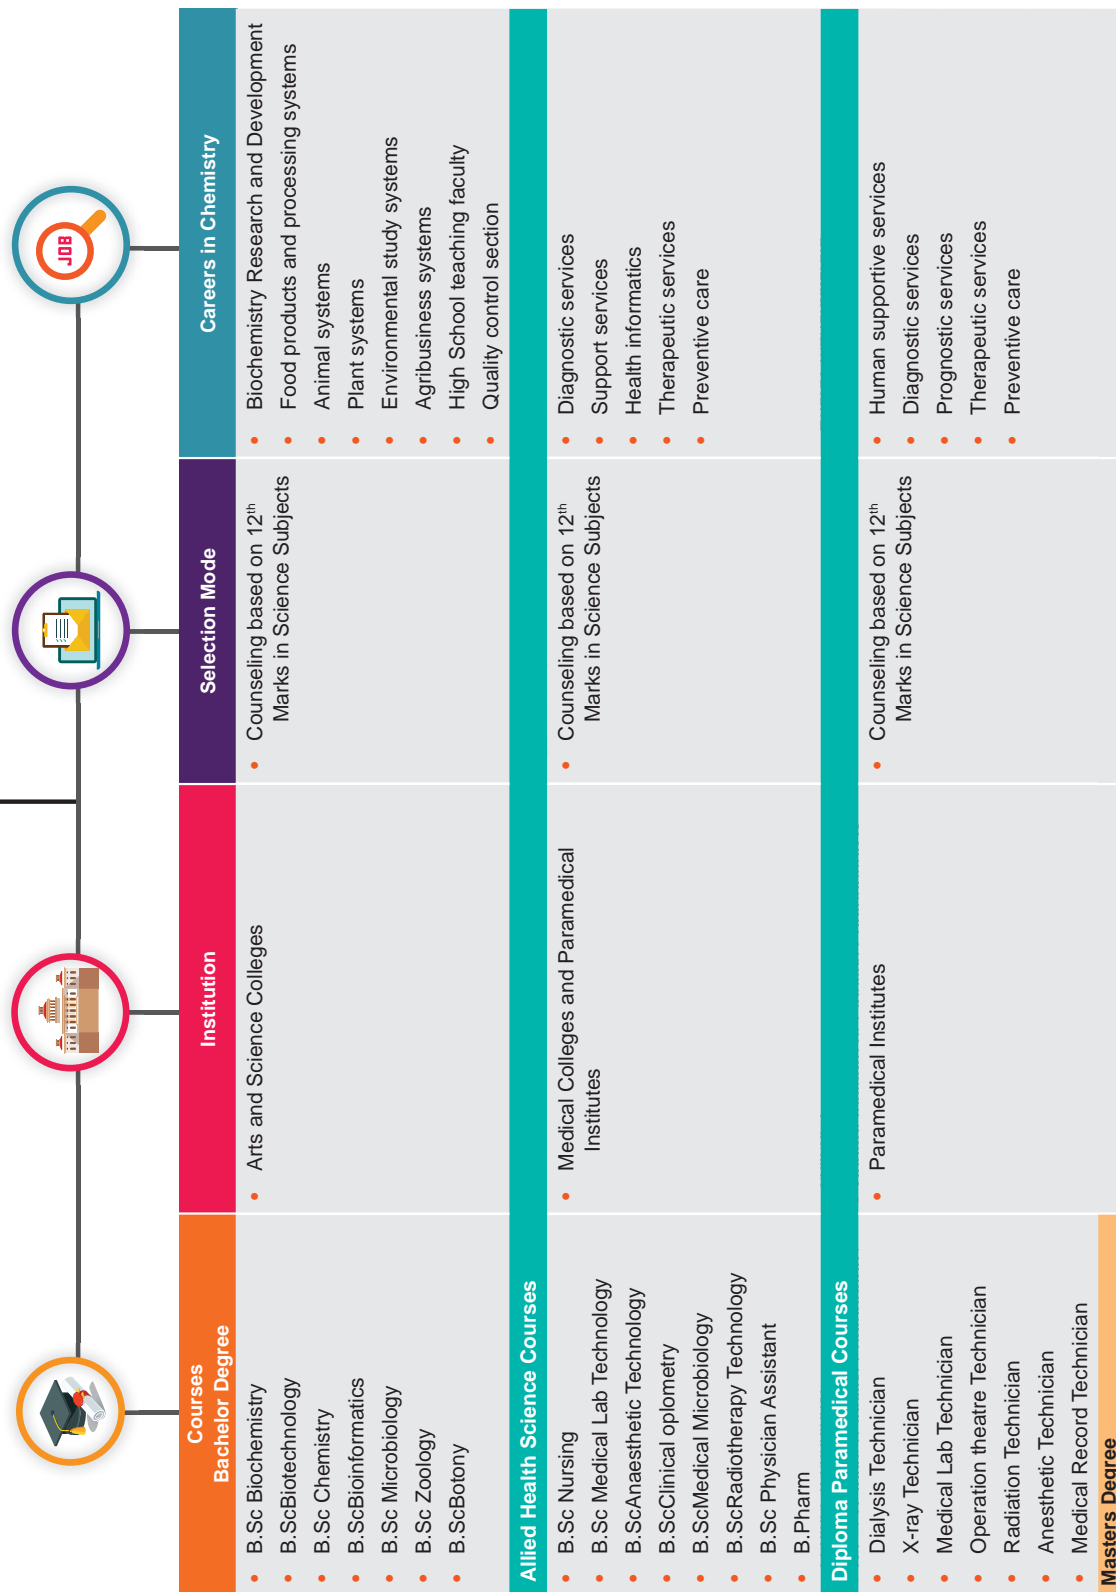 JOB
Courses
Bachelor Degree
Institution
Selection Mode
Careers in Chemistry
• B.Sc Biochemistry
• B.ScBiotechnology
• B.Sc Chemistry
• B.ScBioinformatics
• B.Sc Microbiology
• B.Sc Zoology
• B.ScBotony
• Arts and Science Colleges
• Counseling based on 12th
Marks in Science Subjects
• Biochemistry Research and Development
• Food products and processing systems
• Animal systems
• Plant systems
• Environmental study systems
• Agribusiness systems
• High School teaching faculty
• Quality control section
Allied Health Science Courses
• B.Sc Nursing
• B.Sc Medical Lab Technology
• B.ScAnaesthetic Technology
• B.ScClinical oplometry
• B.ScMedical Microbiology
• B.ScRadiotherapy Technology
• B.Sc Physician Assistant
• B.Pharm
• Medical Colleges and Paramedical
Institutes
• Counseling based on 12th
Marks in Science Subjects
• Diagnostic services
• Support services
• Health informatics
• Therapeutic services
• Preventive care
Diploma Paramedical Courses
• Dialysis Technician
• X-ray Technician
• Medical Lab Technician
• Operation theatre Technician
• Radiation Technician
• Anesthetic Technician
• Medical Record Technician
• Paramedical Institutes
• Counseling based on 12th
Marks in Science Subjects
• Human supportive services
• Diagnostic services
• Prognostic services
• Therapeutic services
• Preventive care
Masters Degree